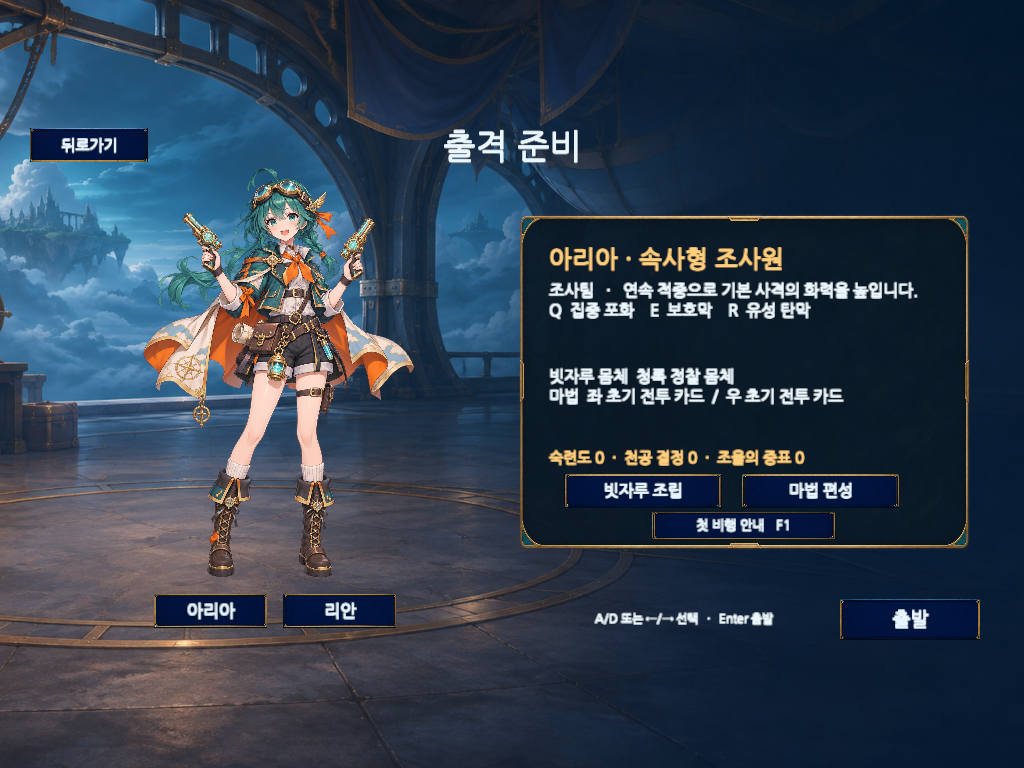 뒤로가기
출격 준비
아리아 · 속사형 조사원
조사팀 · 연속 적중으로 기본 사격의 화력을 높입니다.
Q 집중 포화 E 보호막 R 유성 탄막
빗자루 몸체 청록 정찰 몸체
마법 좌 초기 전투 카드 / 우 초기 전투 카드
숙련도 0 · 천공 결정 0 · 조율의 증표 0
빗자루 조립
마법 편성
첫 비행 안내 F1
아리아
리안
A/D 또는 ←/→ 선택 · Enter 출발
출발